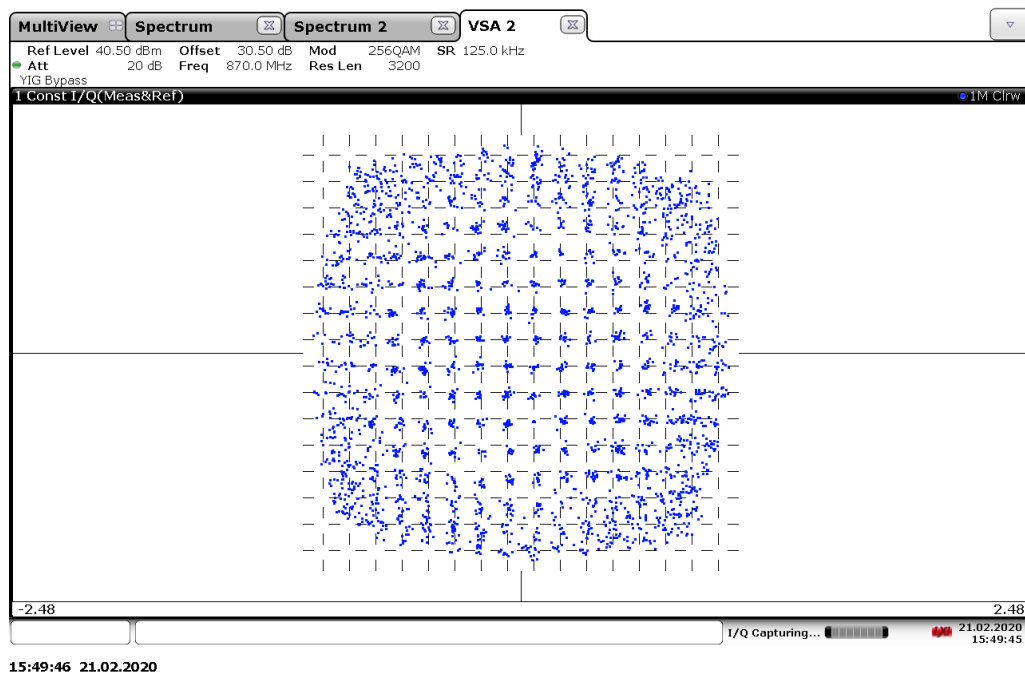 MultiView Spectrum Spectrum 2 VSA 2
Ref Level 40.50 dBm Offset 30.50 dB Mod 256QAM SR 125.0 kHz
Att 20 dB Freq 870.0 MHz Res Len 3200
YIG Bypass
1 Const I/Q(Meas&Ref) 1M Clrw
-2.48 2.48
I/Q Capturing... 21.02.2020
15:49:45
15:49:46 21.02.2020